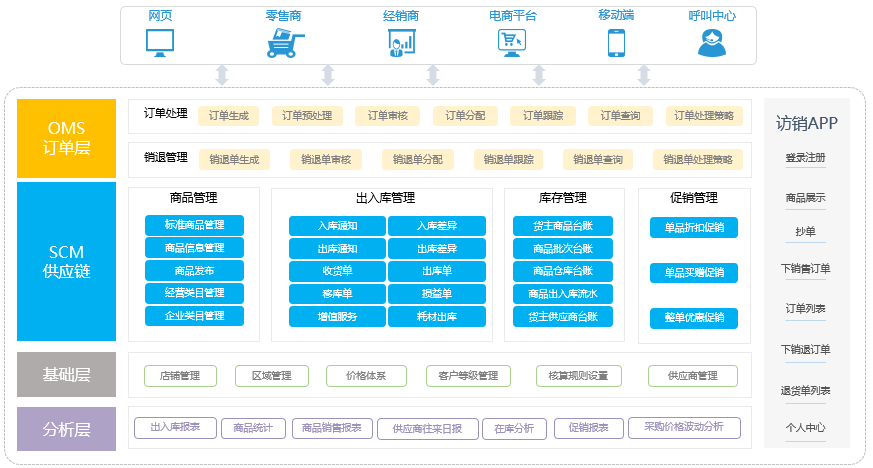 网页 零售商 经销商 电商平台 移动端 呼叫中心
OMS
订单层
订单处理 订单生成 订单预处理 订单审核 订单分配 订单跟踪 订单查询 订单处理策略
销退管理 销退单生成 销退单审核 销退单分配 销退单跟踪 销退单查询 销退单处理策略
SCM
供应链
商品管理
标准商品管理
商品信息管理
商品发布
经营类目管理
企业类目管理
出入库管理
入库通知 入库差异
出库通知 出库差异
收货单 出库单
移库单 损益单
增值服务 耗材出库
库存管理
货主商品台账
商品批次台账
商品仓库台账
商品出入库流水
货主供应商台账
促销管理
单品折扣促销
单品买赠促销
整单优惠促销
基础层
店铺管理 区域管理 价格体系 客户等级管理 核算规则设置 供应商管理
分析层
出入库报表 商品统计 商品销售报表 供应商往来日报 在库分析 促销报表 采购价格波动分析
访销APP
登录注册
商品展示
抄单
下销售订单
订单列表
下销退订单
退货单列表
个人中心